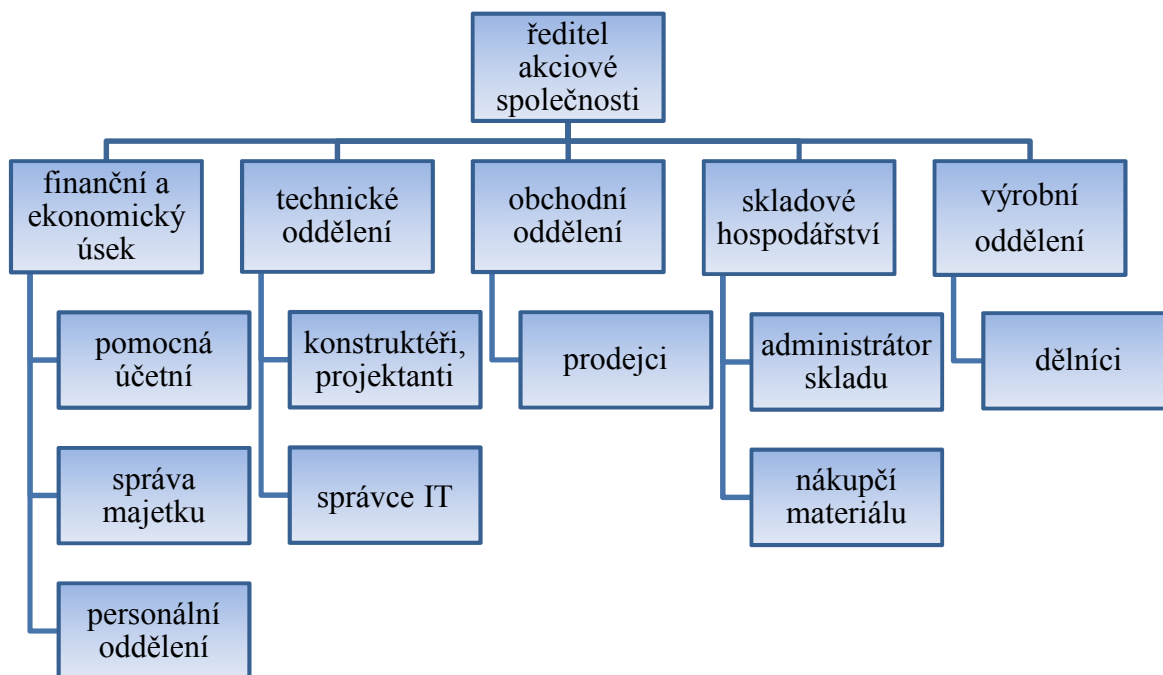 ředitel
akciové
společnosti
finanční a
ekonomický
úsek
technické
oddělení
obchodní
oddělení
skladové
hospodářství
výrobní
oddělení
pomocná
účetní
konstruktéři,
projektanti
prodejci
administrátor
skladu
dělníci
správa
majetku
správce IT
nákupčí
materiálu
personální
oddělení